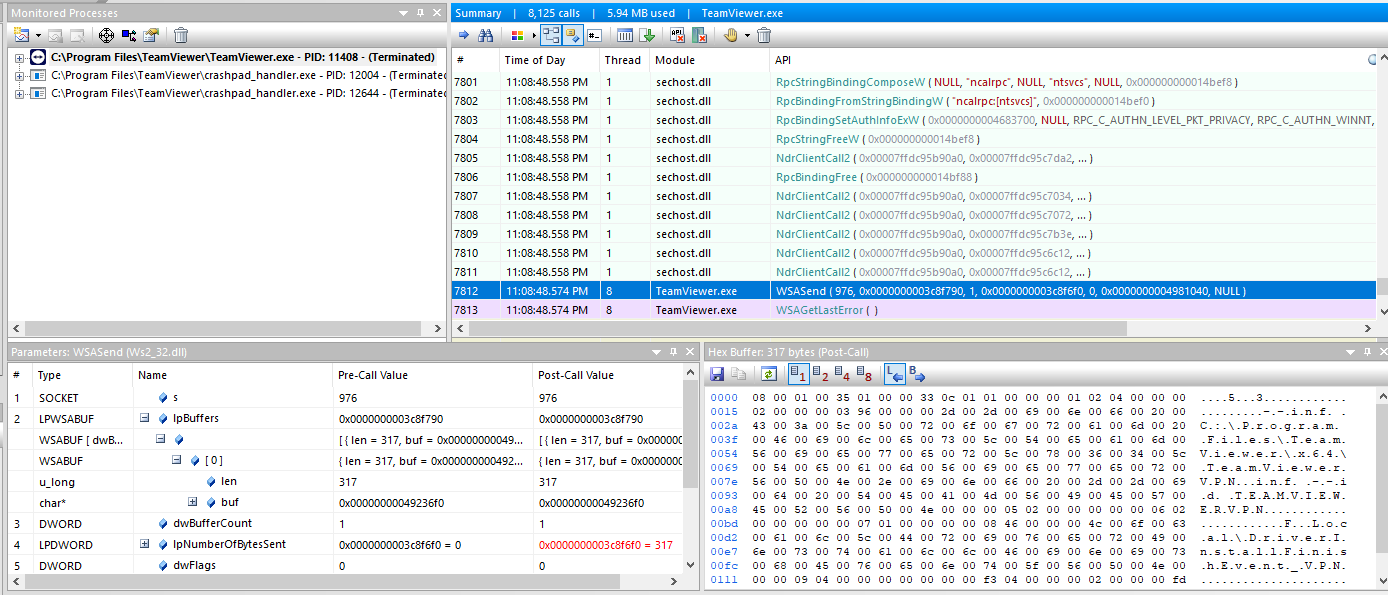 Monitored Processes
C:\Program Files\TeamViewer\TeamViewer.exe - PID: 11408 - (Terminated)
C:\Program Files\TeamViewer\crashpad_handler.exe - PID: 12004 - (Terminatec
C:\Program Files\TeamViewer\crashpad_handler.exe - PID: 12644 - (Terminatec
Summary | 8,125 calls | 5.94 MB used | TeamViewer.exe
# Time of Day Thread Module API
7801 11:08:48.558 PM 1 sechost.dll RpcStringBindingComposeW ( NULL, "ncalrpc", NULL, "ntsvcs", NULL, 0x000000000014bef8 )
7802 11:08:48.558 PM 1 sechost.dll RpcBindingFromStringBindingW ( "ncalrpc:[ntsvcs]", 0x000000000014bef0 )
7803 11:08:48.558 PM 1 sechost.dll RpcBindingSetAuthInfoExW ( 0x0000000004683700, NULL, RPC_C_AUTHN_LEVEL_PKT_PRIVACY, RPC_C_AUTHN_WINNT,
7804 11:08:48.558 PM 1 sechost.dll RpcStringFreeW ( 0x000000000014bef8 )
7805 11:08:48.558 PM 1 sechost.dll NdrClientCall2 ( 0x00007ffdc95b90a0, 0x00007ffdc95c7da2, ... )
7806 11:08:48.558 PM 1 sechost.dll RpcBindingFree ( 0x000000000014bf88 )
7807 11:08:48.558 PM 1 sechost.dll NdrClientCall2 ( 0x00007ffdc95b90a0, 0x00007ffdc95c7034, ... )
7808 11:08:48.558 PM 1 sechost.dll NdrClientCall2 ( 0x00007ffdc95b90a0, 0x00007ffdc95c7072, ... )
7809 11:08:48.558 PM 1 sechost.dll NdrClientCall2 ( 0x00007ffdc95b90a0, 0x00007ffdc95c7b3e, ... )
7810 11:08:48.558 PM 1 sechost.dll NdrClientCall2 ( 0x00007ffdc95b90a0, 0x00007ffdc95c6c12, ... )
7811 11:08:48.558 PM 1 sechost.dll NdrClientCall2 ( 0x00007ffdc95b90a0, 0x00007ffdc95c6c12, ... )
7812 11:08:48.574 PM 8 TeamViewer.exe WSASend ( 976, 0x0000000003c8f790, 1, 0x0000000003c8f6f0, 0, 0x0000000004981040, NULL )
7813 11:08:48.574 PM 8 TeamViewer.exe WSAGetLastError ( )
Parameters: WSASend (Ws2_32.dll)
# Type Name Pre-Call Value Post-Call Value
1 SOCKET s 976 976
2 LPWSABUF lpBuffers 0x0000000003c8f790 0x0000000003c8f790
WSABUF [ dwB... [ { len = 317, buf = 0x00000000049... [ { len = 317, buf = 0x00000000049...
WSABUF [ 0 ] { len = 317, buf = 0x000000000492... { len = 317, buf = 0x000000000492...
u_long len 317 317
char* buf 0x00000000049236f0 0x00000000049236f0
3 DWORD dwBufferCount 1 1
4 LPDWORD lpNumberOfBytesSent 0x0000000003c8f6f0 = 0 0x0000000003c8f6f0 = 317
5 DWORD dwFlags 0 0
Hex Buffer: 317 bytes (Post-Call)
1 2 4 8 L B
0000 08 00 01 00 35 01 00 00 33 0c 01 01 00 00 00 01 02 04 00 00 00 ....5...3............
0015 02 00 00 00 03 96 00 00 00 2d 00 2d 00 69 00 6e 00 66 00 20 00 .........-.-.i.n.f. .
002a 43 00 3a 00 5c 00 50 00 72 00 6f 00 67 00 72 00 61 00 6d 00 20 C.:.\.P.r.o.g.r.a.m.
003f 00 46 00 69 00 6c 00 65 00 73 00 5c 00 54 00 65 00 61 00 6d 00 .F.i.l.e.s.\.T.e.a.m.
0054 56 00 69 00 65 00 77 00 65 00 72 00 5c 00 78 00 36 00 34 00 5c V.i.e.w.e.r.\.x.6.4.\
0069 00 54 00 65 00 61 00 6d 00 56 00 69 00 65 00 77 00 65 00 72 00 .T.e.a.m.V.i.e.w.e.r.
007e 56 00 50 00 4e 00 2e 00 69 00 6e 00 66 00 20 00 2d 00 2d 00 69 V.P.N...i.n.f. .-.-.i
0093 00 64 00 20 00 54 00 45 00 41 00 4d 00 56 00 49 00 45 00 57 00 .d. .T.E.A.M.V.I.E.W.
00a8 45 00 52 00 56 00 50 00 4e 00 00 00 05 02 00 00 00 00 00 06 02 E.R.V.P.N............
00bd 00 00 00 00 00 07 01 00 00 00 00 08 46 00 00 00 4c 00 6f 00 63 ............F...L.o.c
00d2 00 61 00 6c 00 5c 00 44 00 72 00 69 00 76 00 65 00 72 00 49 00 .a.l.\.D.r.i.v.e.r.I.
00e7 6e 00 73 00 74 00 61 00 6c 00 6c 00 46 00 69 00 6e 00 69 00 73 n.s.t.a.l.l.F.i.n.i.s
00fc 00 68 00 45 00 76 00 65 00 6e 00 74 00 5f 00 56 00 50 00 4e 00 .h.E.v.e.n.t._.V.P.N.
0111 00 00 09 04 00 00 00 00 00 00 00 f3 04 00 00 00 02 00 00 00 fd .....................